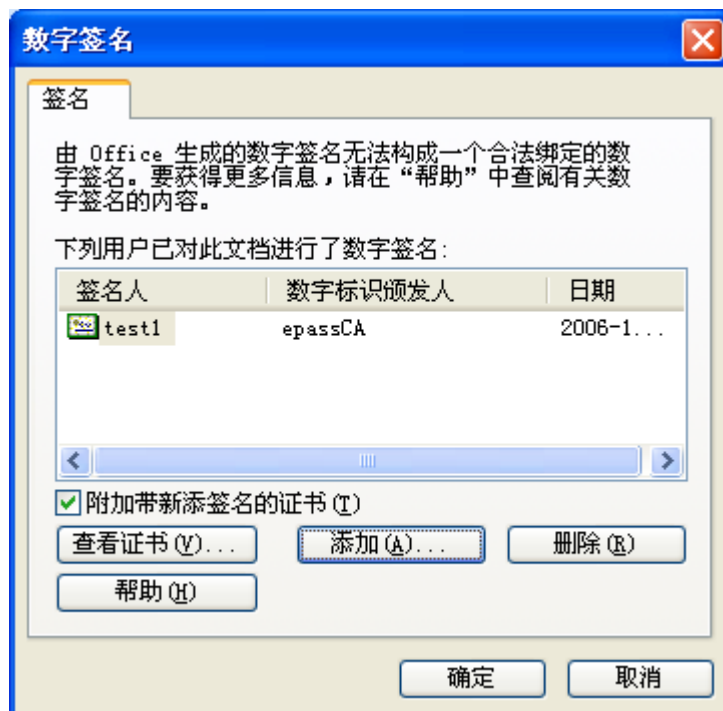 数字签名
签名
由 Office 生成的数字签名无法构成一个合法绑定的数
字签名。要获得更多信息，请在“帮助”中查阅有关数
字签名的内容。
下列用户已对此文档进行了数字签名:
签名人 数字标识颁发人 日期
test1 epassCA 2006-1...
附加带新添签名的证书(T)
查看证书(V)... 添加(A)... 删除(R)
帮助(H)
确定 取消